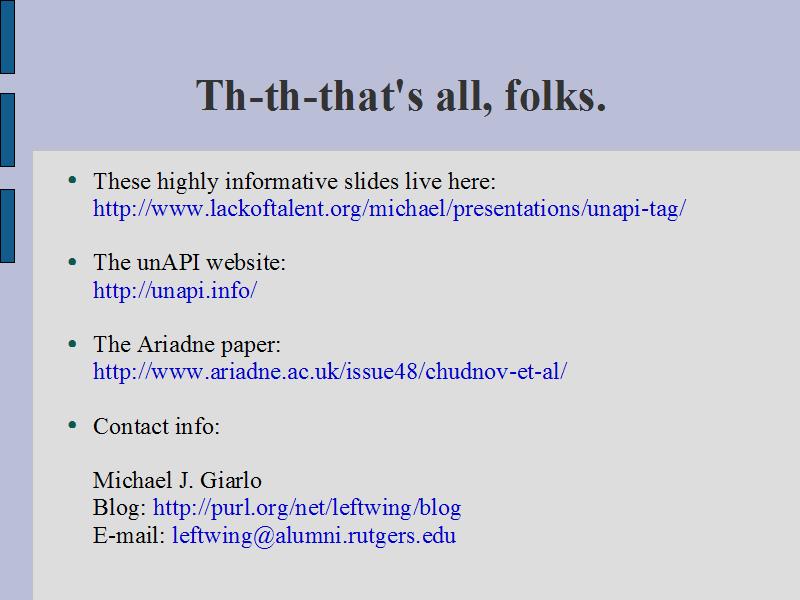 Th-th-that's all, folks.
These highly informative slides live here:
http://www.lackoftalent.org/michael/presentations/unapi-tag/
The unAPI website:
http://unapi.info/
The Ariadne paper:
http://www.ariadne.ac.uk/issue48/chudnov-et-al/
Contact info:
Michael J. Giarlo
Blog: http://purl.org/net/leftwing/blog
E-mail: leftwing@alumni.rutgers.edu